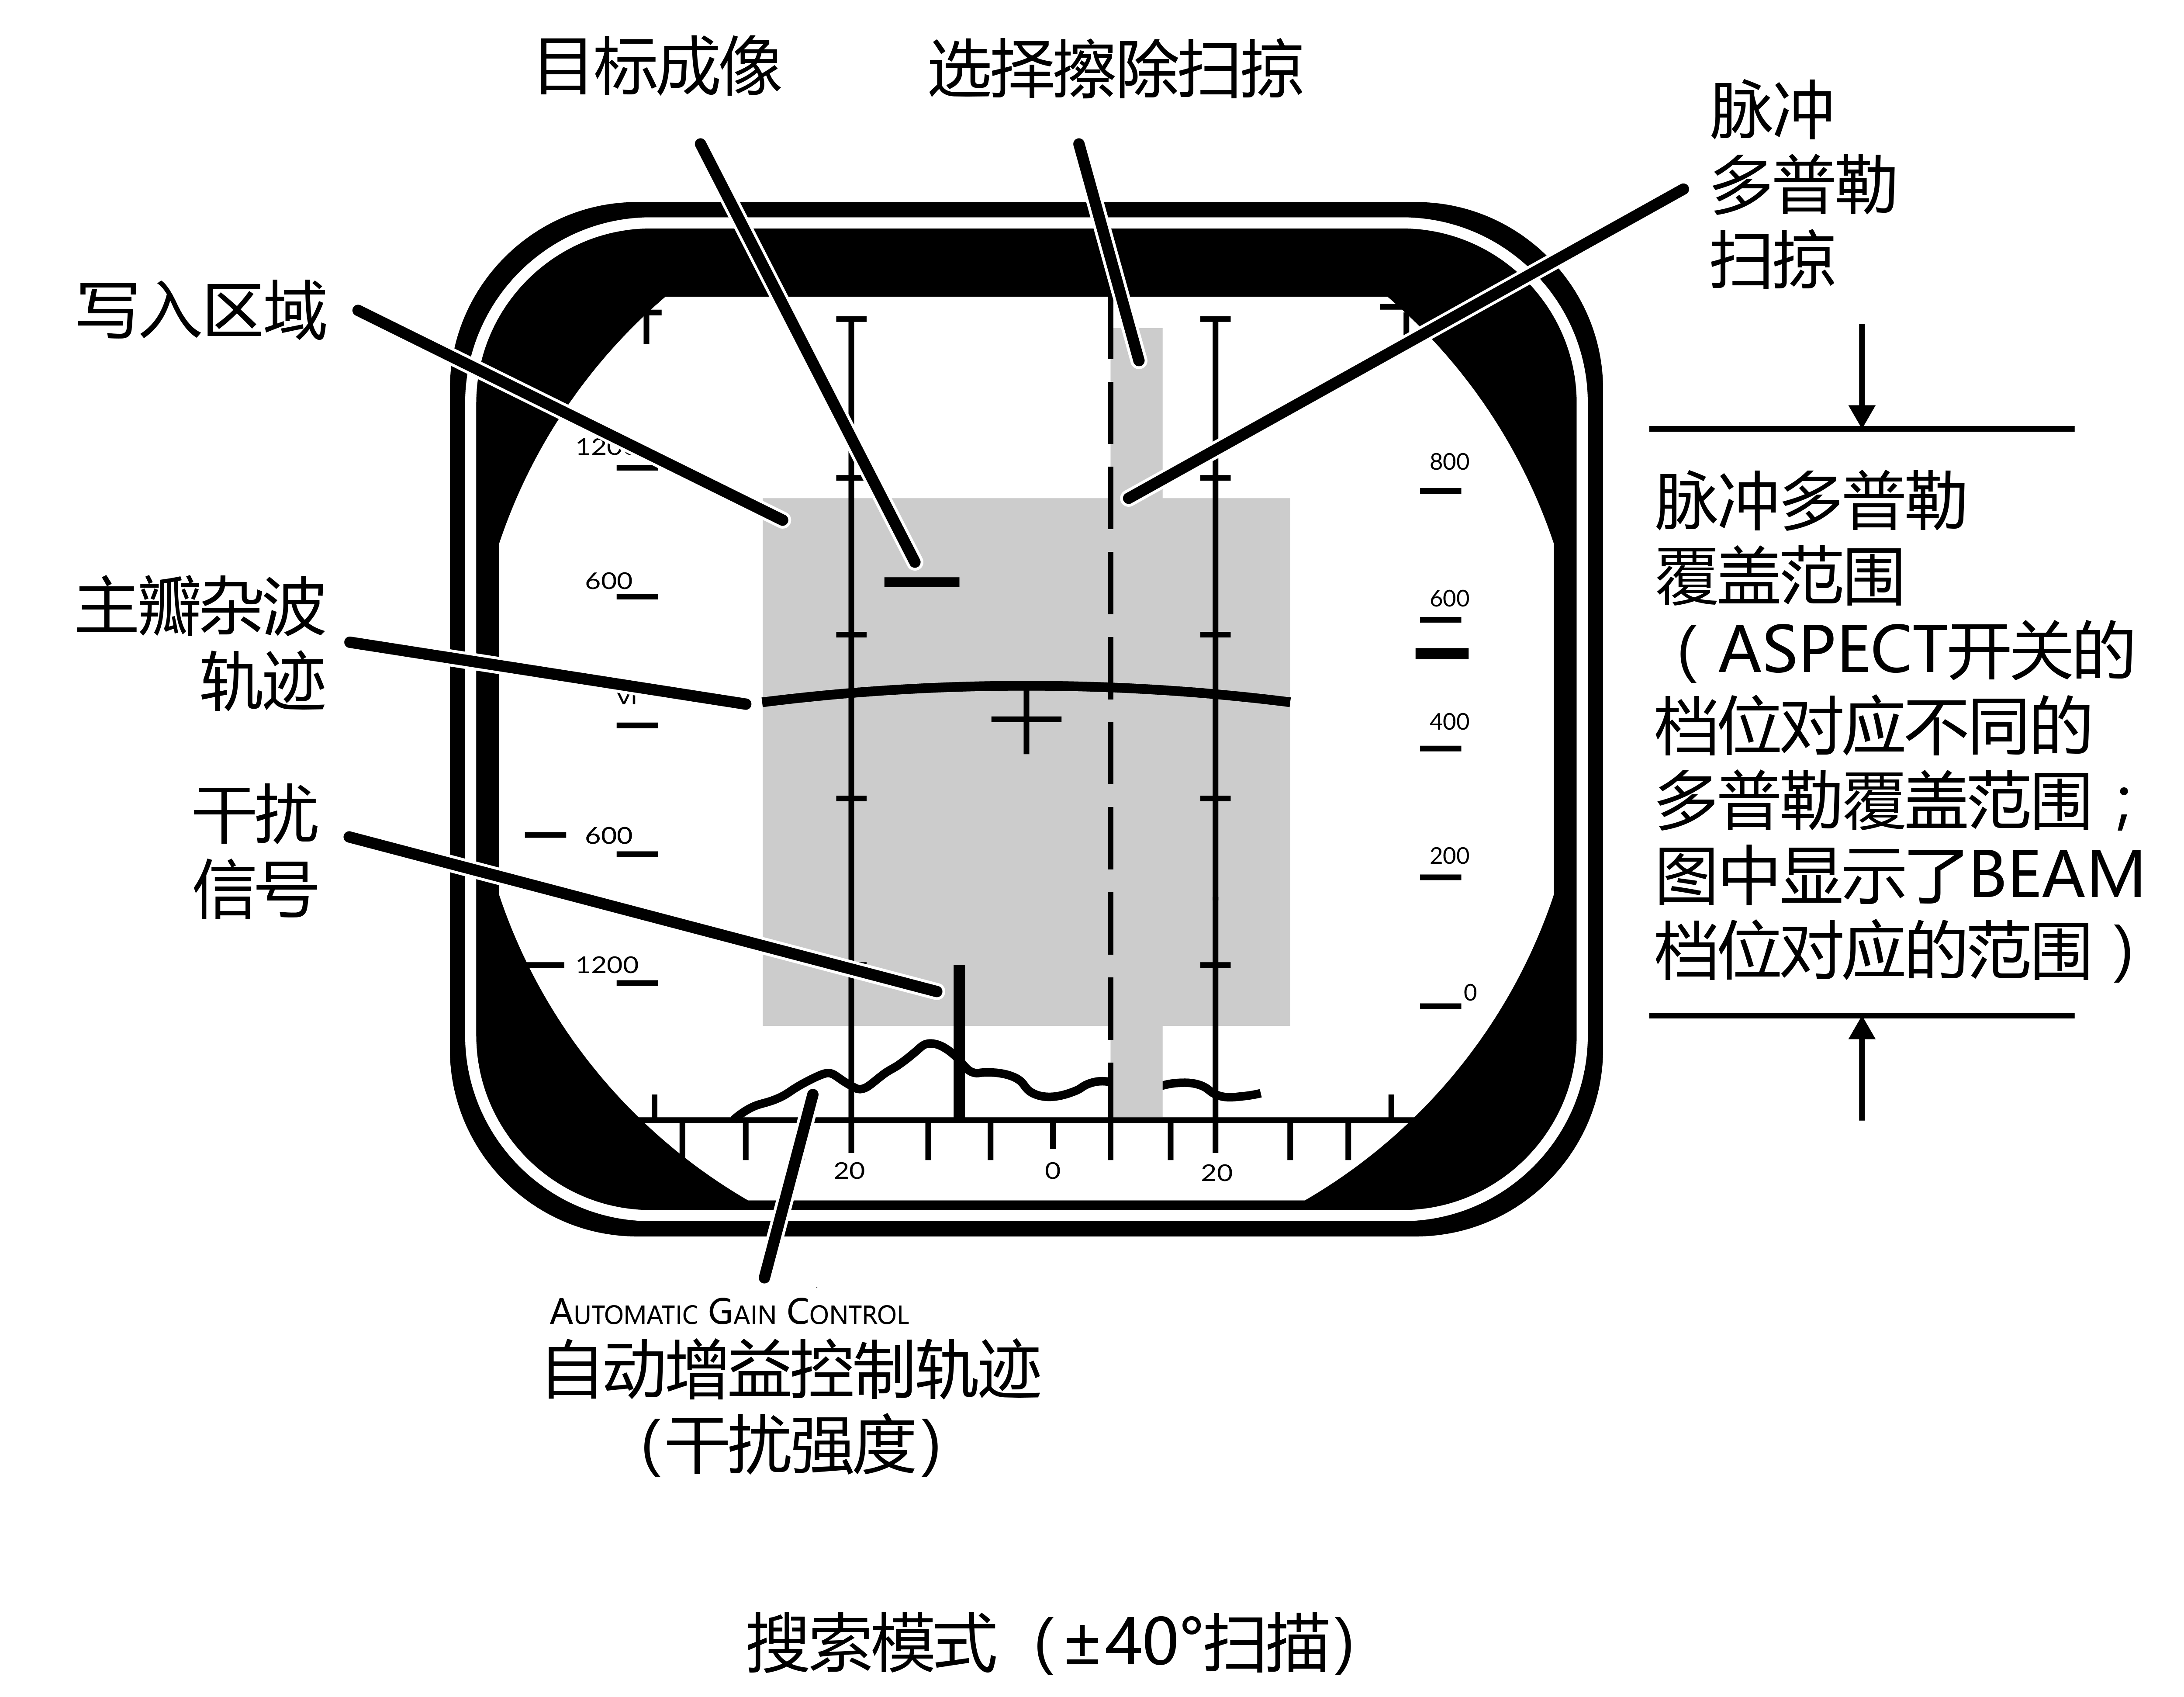 目标成像
选择擦除扫掠
脉冲
多普勒
扫掠
写入区域
主瓣杂波
轨迹
干扰
信号
600
VI
600
1200
800
600
400
200
0
20
0
20
脉冲多普勒
覆盖范围
（ASPECT开关的
档位对应不同的
多普勒覆盖范围；
图中显示了BEAM
档位对应的范围）
AUTOMATIC GAIN CONTROL
自动增益控制轨迹
（干扰强度）
搜索模式（±40°扫描）